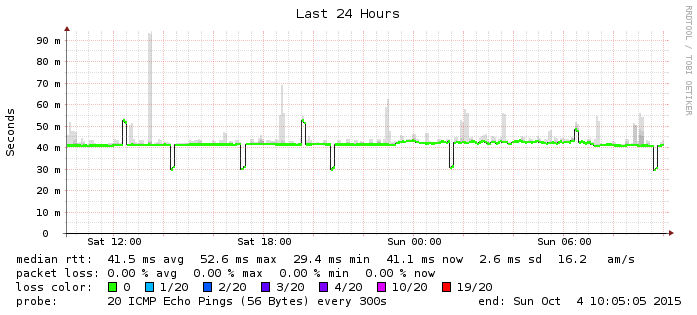 Last 24 Hours
RRDTOOL / TOBI OETIKER
Seconds
90 m
80 m
70 m
60 m
50 m
40 m
30 m
20 m
10 m
0
Sat 12:00 Sat 18:00 Sun 00:00 Sun 06:00
median rtt: 41.5 ms avg 52.6 ms max 29.4 ms min 41.1 ms now 2.6 ms sd 16.2 am/s
packet loss: 0.00 % avg 0.00 % max 0.00 % min 0.00 % now
loss color: 0 1/20 2/20 3/20 4/20 10/20 19/20
probe: 20 ICMP Echo Pings (56 Bytes) every 300s end: Sun Oct 4 10:05:05 2015